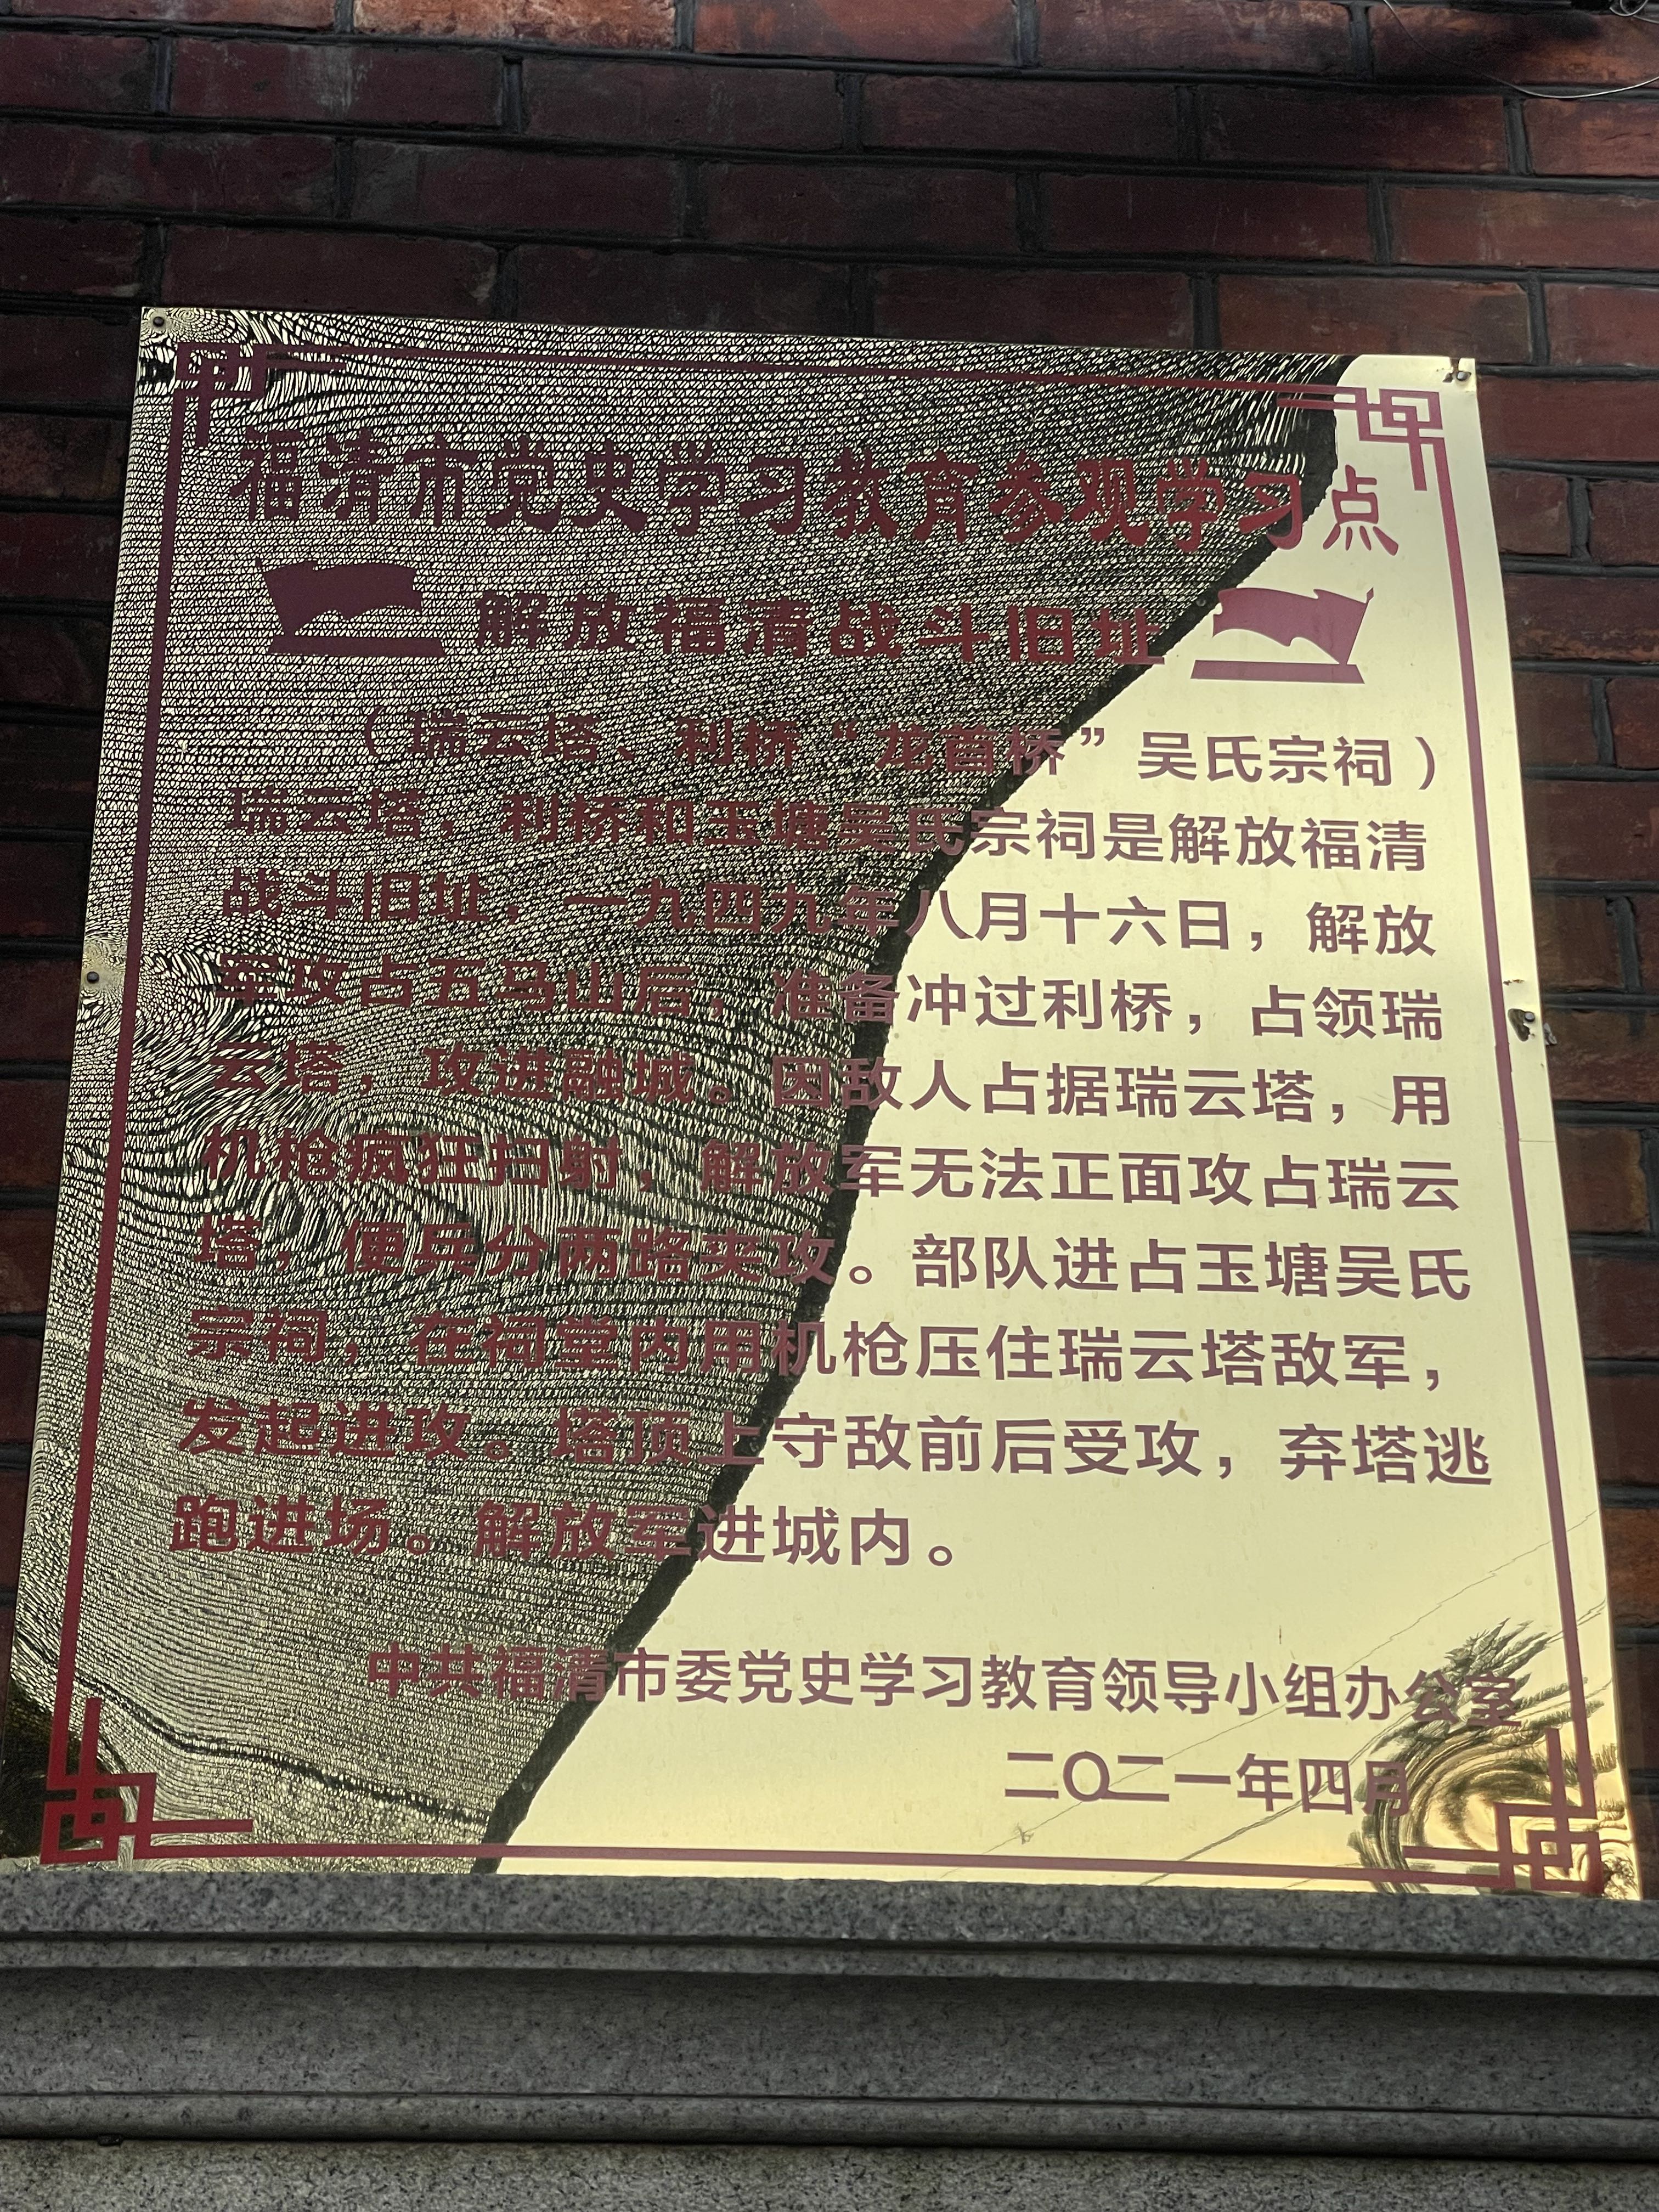 福清市党史学习教育参观学习点
解放福清战斗旧址
（瑞云塔、利桥“龙首桥”吴氏宗祠）
瑞云塔，利桥和玉塘吴氏宗祠是解放福清
战斗旧址，一九四九年八月十六日，解放
军攻占五马山后，准备冲过利桥，占领瑞
云塔，攻进融城。因敌人占据瑞云塔，用
机枪疯狂扫射，解放军无法正面攻占瑞云
塔，便兵分两路夹攻。部队进占玉塘吴氏
宗祠，在祠堂内用机枪压住瑞云塔敌军，
发起进攻。塔顶上守敌前后受攻，弃塔逃
跑进场。解放军进城内。
中共福清市委党史学习教育领导小组办公室
二〇二一年四月